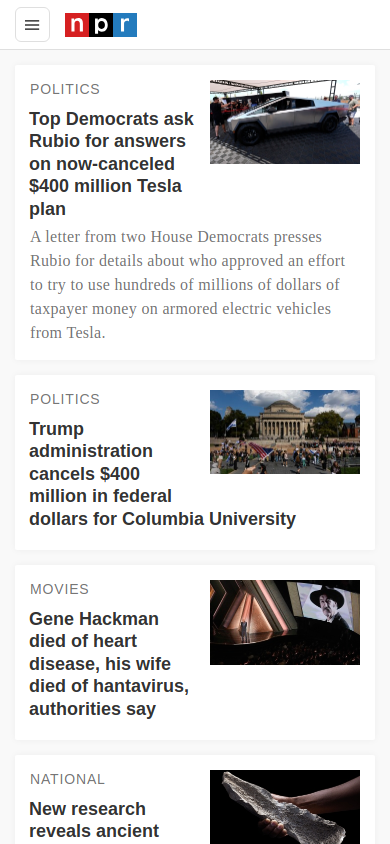 npr
POLITICS
Top Democrats ask
Rubio for answers
on now-canceled
$400 million Tesla
plan
A letter from two House Democrats presses
Rubio for details about who approved an effort
to try to use hundreds of millions of dollars of
taxpayer money on armored electric vehicles
from Tesla.
POLITICS
Trump
administration
cancels $400
million in federal
dollars for Columbia University
MOVIES
Gene Hackman
died of heart
disease, his wife
died of hantavirus,
authorities say
NATIONAL
New research
reveals ancient